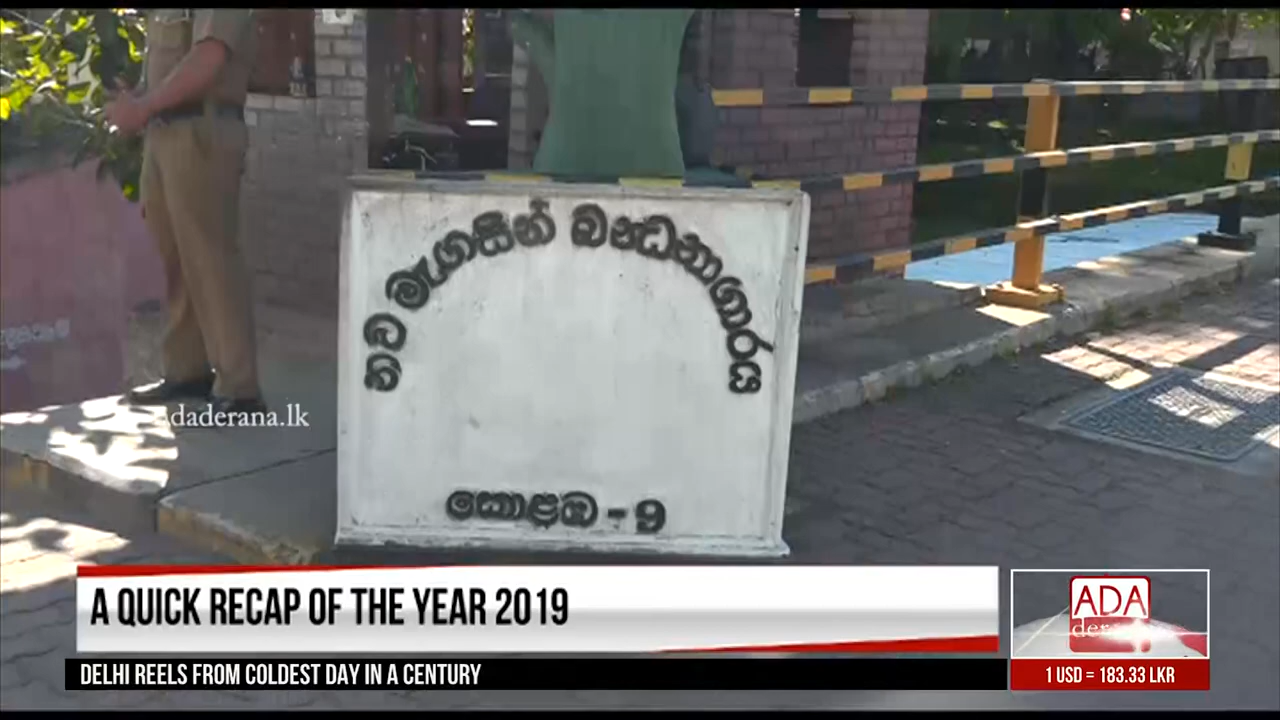 නව මැගසින් බන්ධනාගාරය
කොළඹ - 9
adaderana.lk
A QUICK RECAP OF THE YEAR 2019
DELHI REELS FROM COLDEST DAY IN A CENTURY
ADA
derana
1 USD = 183.33 LKR